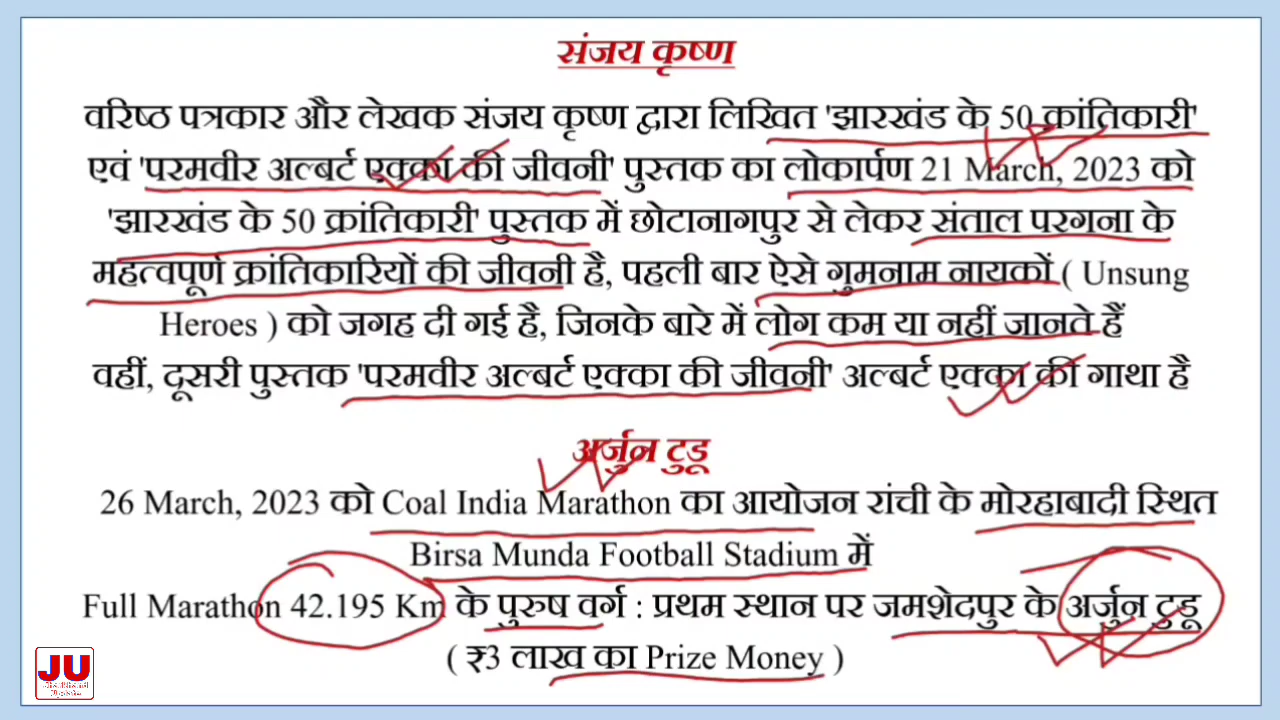 संजय कृष्ण
वरिष्ठ पत्रकार और लेखक संजय कृष्ण द्वारा लिखित 'झारखंड के 50 क्रांतिकारी'
एवं 'परमवीर अल्बर्ट एक्का की जीवनी' पुस्तक का लोकार्पण 21 March, 2023 को
'झारखंड के 50 क्रांतिकारी' पुस्तक में छोटानागपुर से लेकर संताल परगना के
महत्वपूर्ण क्रांतिकारियों की जीवनी है, पहली बार ऐसे गुमनाम नायकों ( Unsung
Heroes ) को जगह दी गई है, जिनके बारे में लोग कम या नहीं जानते हैं
वहीं, दूसरी पुस्तक 'परमवीर अल्बर्ट एक्का की जीवनी' अल्बर्ट एक्का की गाथा है
अर्जुन टुडू
26 March, 2023 को Coal India Marathon का आयोजन रांची के मोरहाबादी स्थित
Birsa Munda Football Stadium में
Full Marathon 42.195 Km के पुरुष वर्ग : प्रथम स्थान पर जमशेदपुर के अर्जुन टुडू
( ₹3 लाख का Prize Money )
JU
Jharkhand
Update